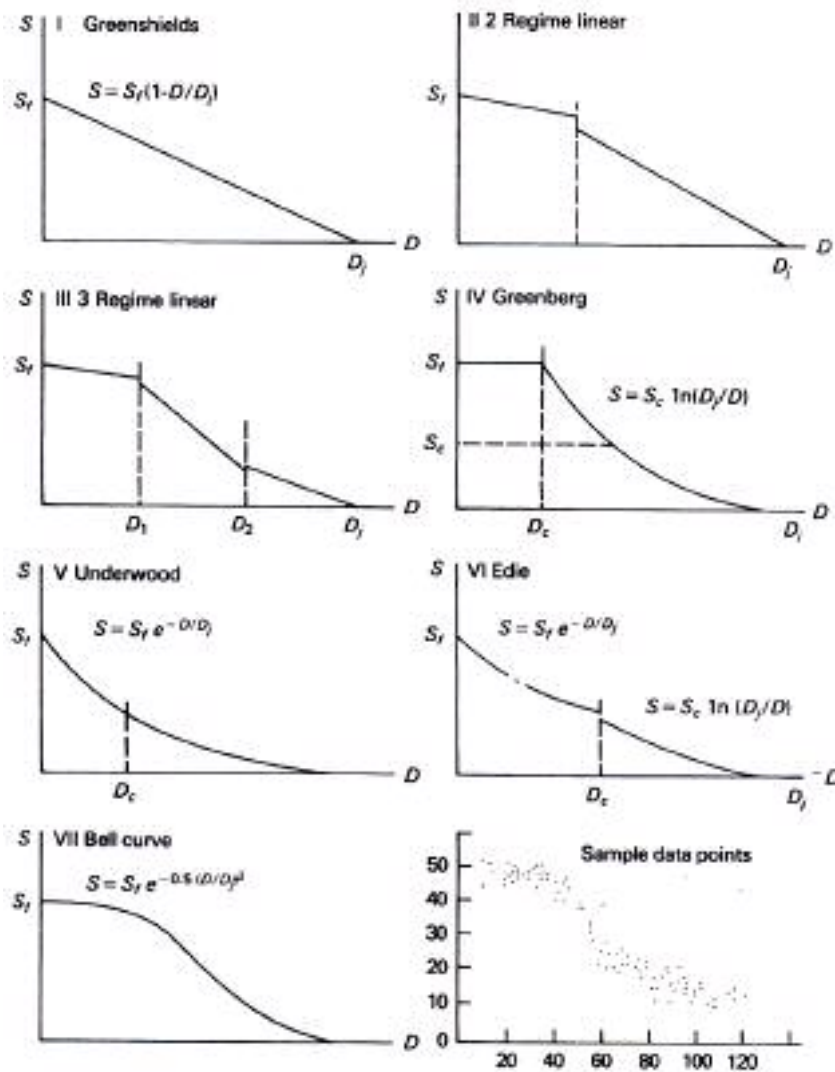 S
I Greenshields
S = S_f(1-D/D_j)
S_f
D
D_j
S
II 2 Regime linear
S_f
D
D_j
S
III 3 Regime linear
S_f
D
D_1
D_2
D_j
S
IV Greenberg
S_f
S = S_c ln(D_j/D)
S_c
D
D_c
D_j
S
V Underwood
S = S_f e^{-D/D_j}
S_f
D
D_c
S
VI Edie
S = S_f e^{-D/D_j}
S_f
S = S_c ln (D_j/D)
D
D_c
D_j
S
VII Bell curve
S = S_f e^{-0.5 (D/D_j)^2}
S_f
D
Sample data points
50
40
30
20
10
0
20 40 60 80 100 120